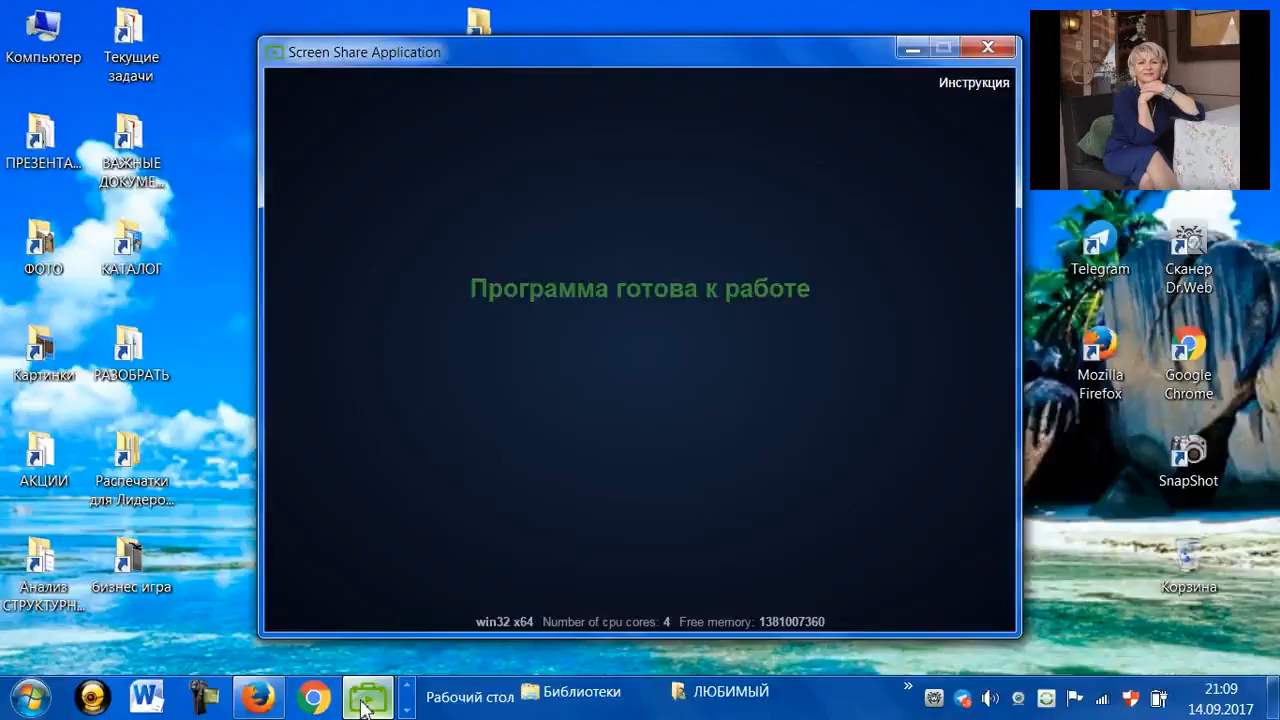 Screen Share Application
Инструкция
Программа готова к работе
win32 x64 Number of cpu cores: 4 Free memory: 1381007360
Компьютер
Текущие
задачи
ПРЕЗЕНТА...
ВАЖНЫЕ
ДОКУМЕ...
ФОТО
КАТАЛОГ
Картинки
РАЗОБРАТЬ
АКЦИИ
Распечатки
для Лидеро...
Анализ
СТРУКТУРН...
бизнес игра
Telegram
Сканер
Dr.Web
Mozilla
Firefox
Google
Chrome
SnapShot
Корзина
Рабочий стол
Библиотеки
ЛЮБИМЫЙ
»
21:09
14.09.2017